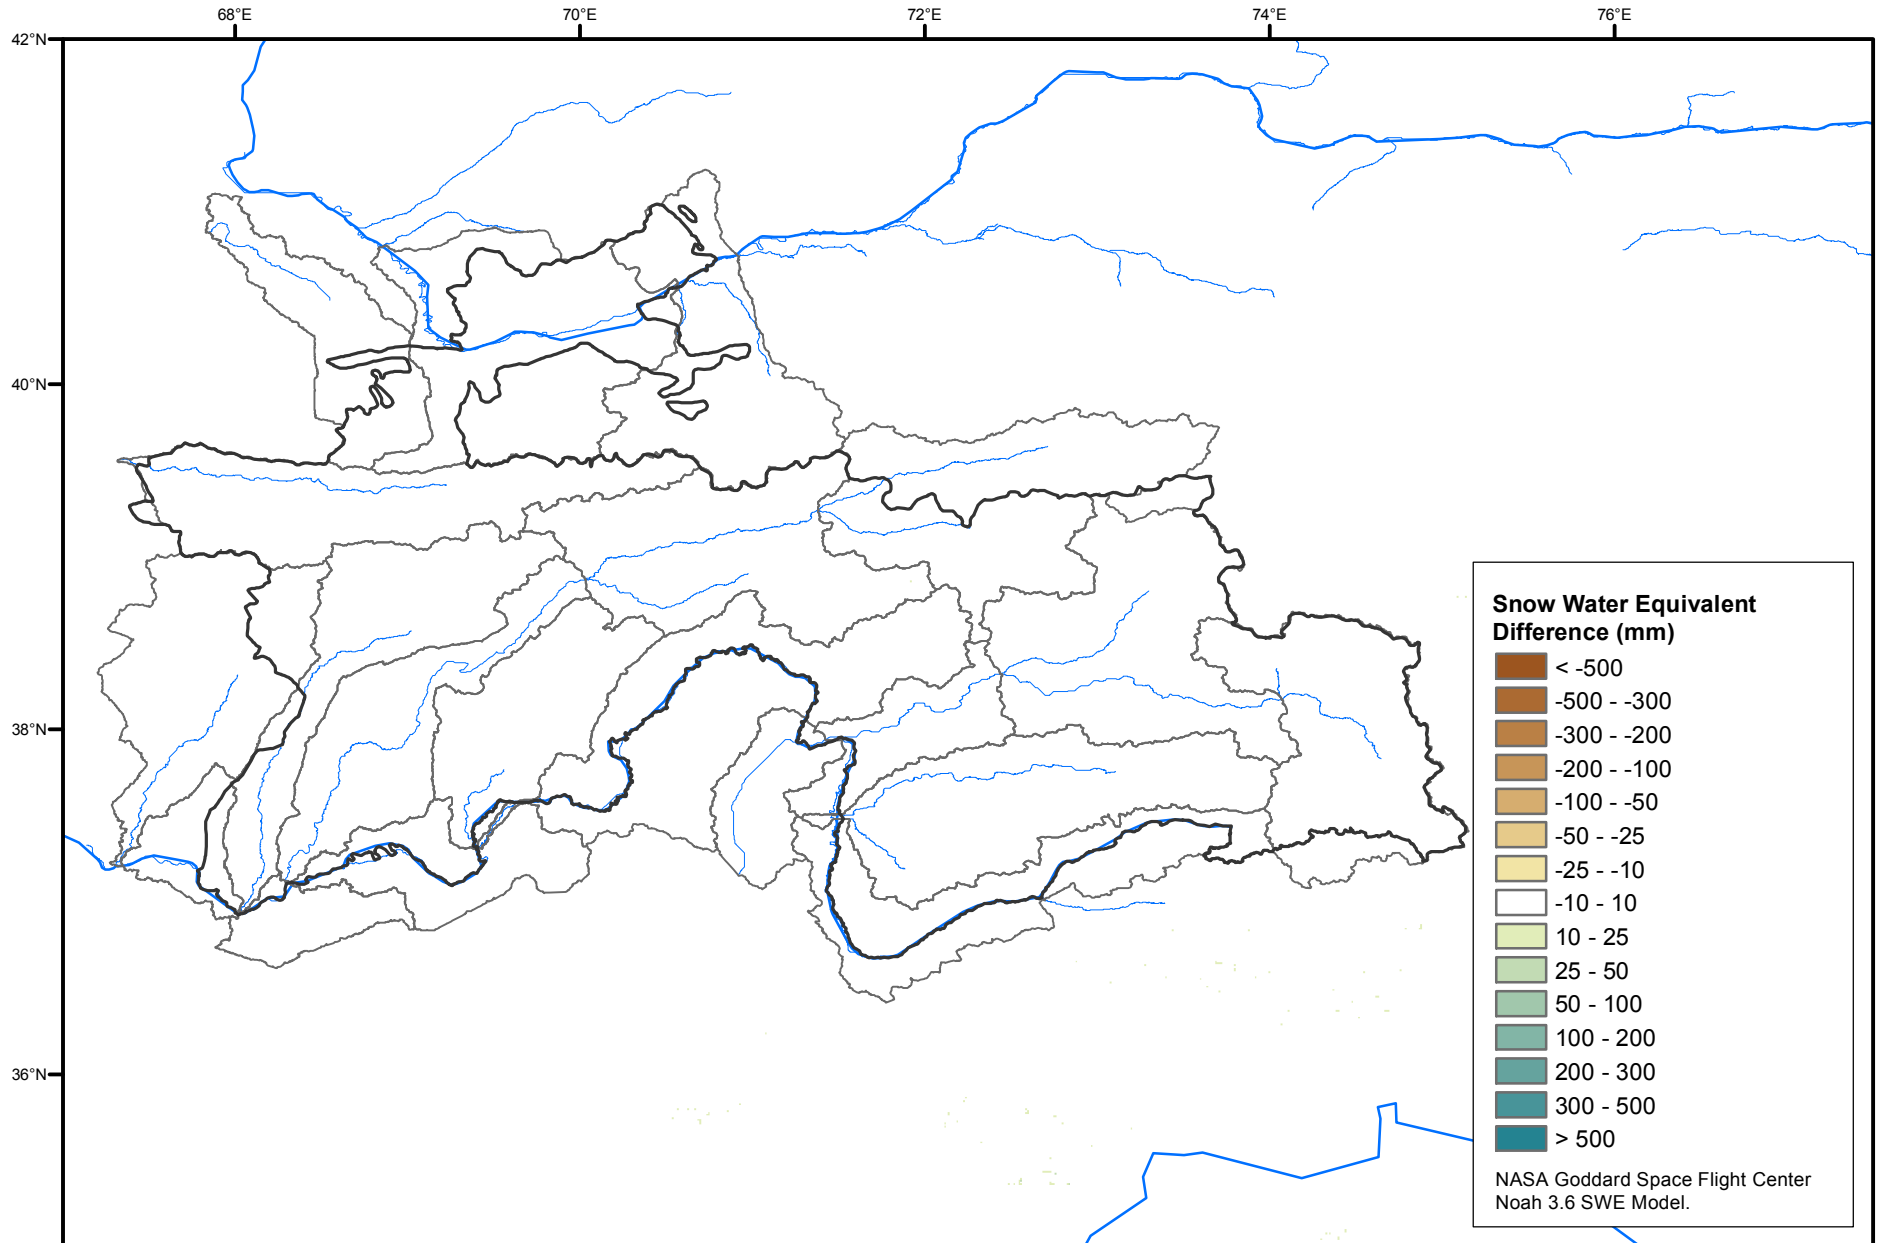 68°E
70°E
72°E
74°E
76°E
42°N
40°N
38°N
36°N
Snow Water Equivalent
Difference (mm)
< -500
-500 - -300
-300 - -200
-200 - -100
-100 - -50
-50 - -25
-25 - -10
-10 - 10
10 - 25
25 - 50
50 - 100
100 - 200
200 - 300
300 - 500
> 500
NASA Goddard Space Flight Center
Noah 3.6 SWE Model.